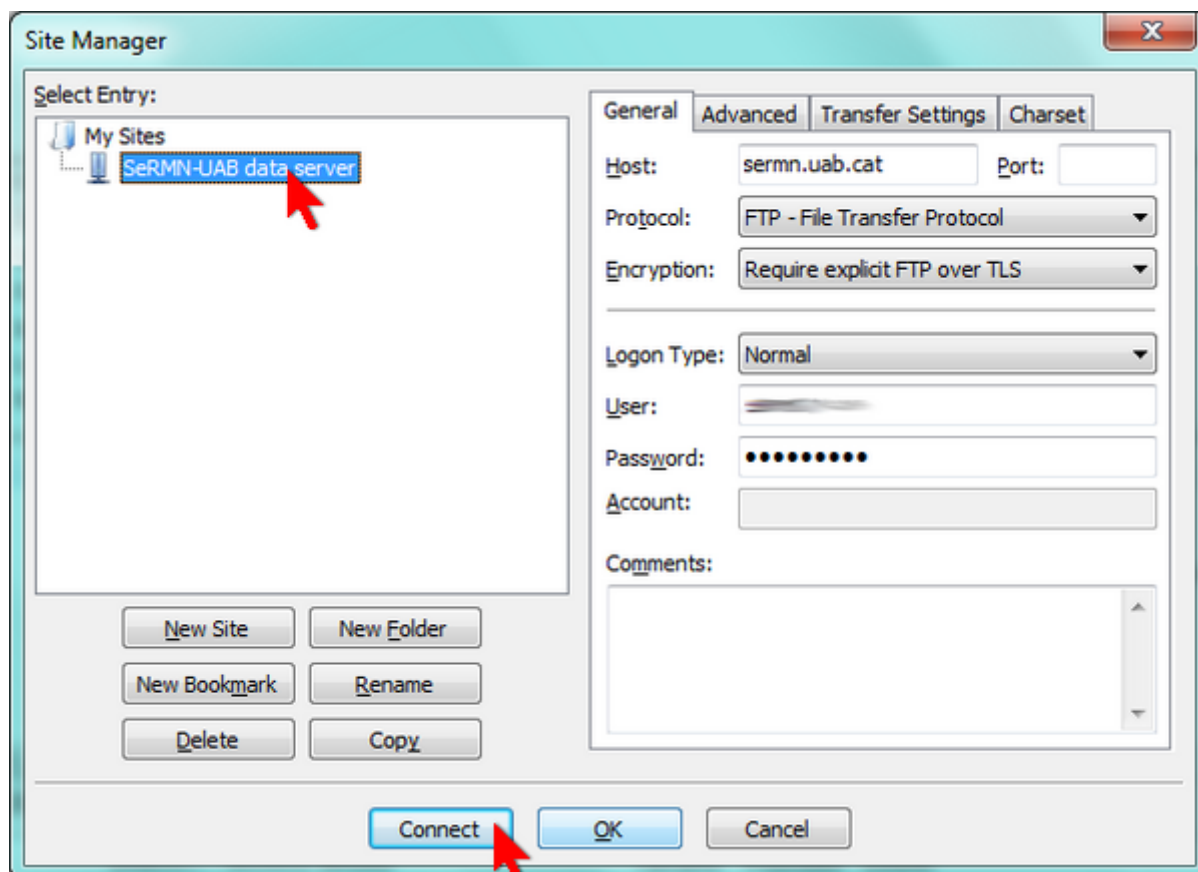 Site Manager
Select Entry:
My Sites
SeRMN-UAB data server
New Site New Folder
New Bookmark Rename
Delete Copy
General Advanced Transfer Settings Charset
Host: sermn.uab.cat Port:
Protocol: FTP - File Transfer Protocol
Encryption: Require explicit FTP over TLS
Logon Type: Normal
User:
Password: •••••••••
Account:
Comments:
Connect OK Cancel